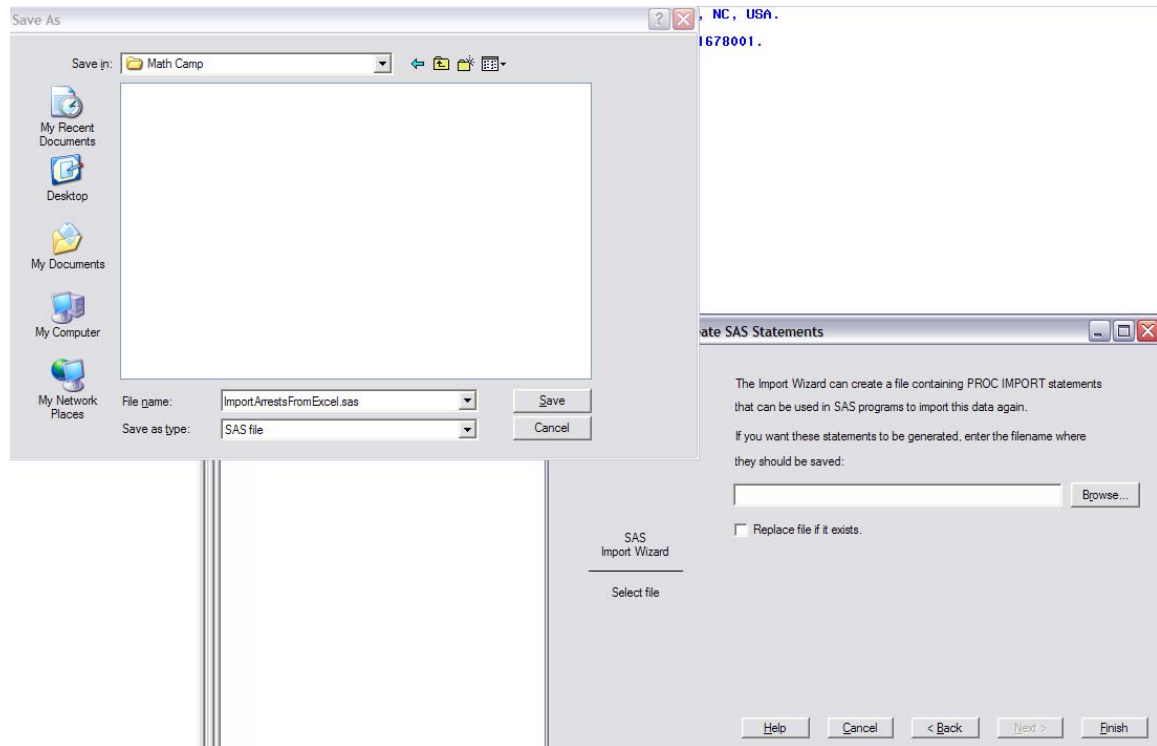 Save As
, NC, USA.
1678001.
Save in:
Math Camp
My Recent
Documents
Desktop
My Documents
My Computer
My Network
Places
File name:
ImportArrestsFromExcel.sas
Save
Save as type:
SAS file
Cancel
ate SAS Statements
The Import Wizard can create a file containing PROC IMPORT statements
that can be used in SAS programs to import this data again.
If you want these statements to be generated, enter the filename where
they should be saved:
Browse...
Replace file if it exists.
SAS
Import Wizard
Select file
Help
Cancel
< Back
Next >
Finish